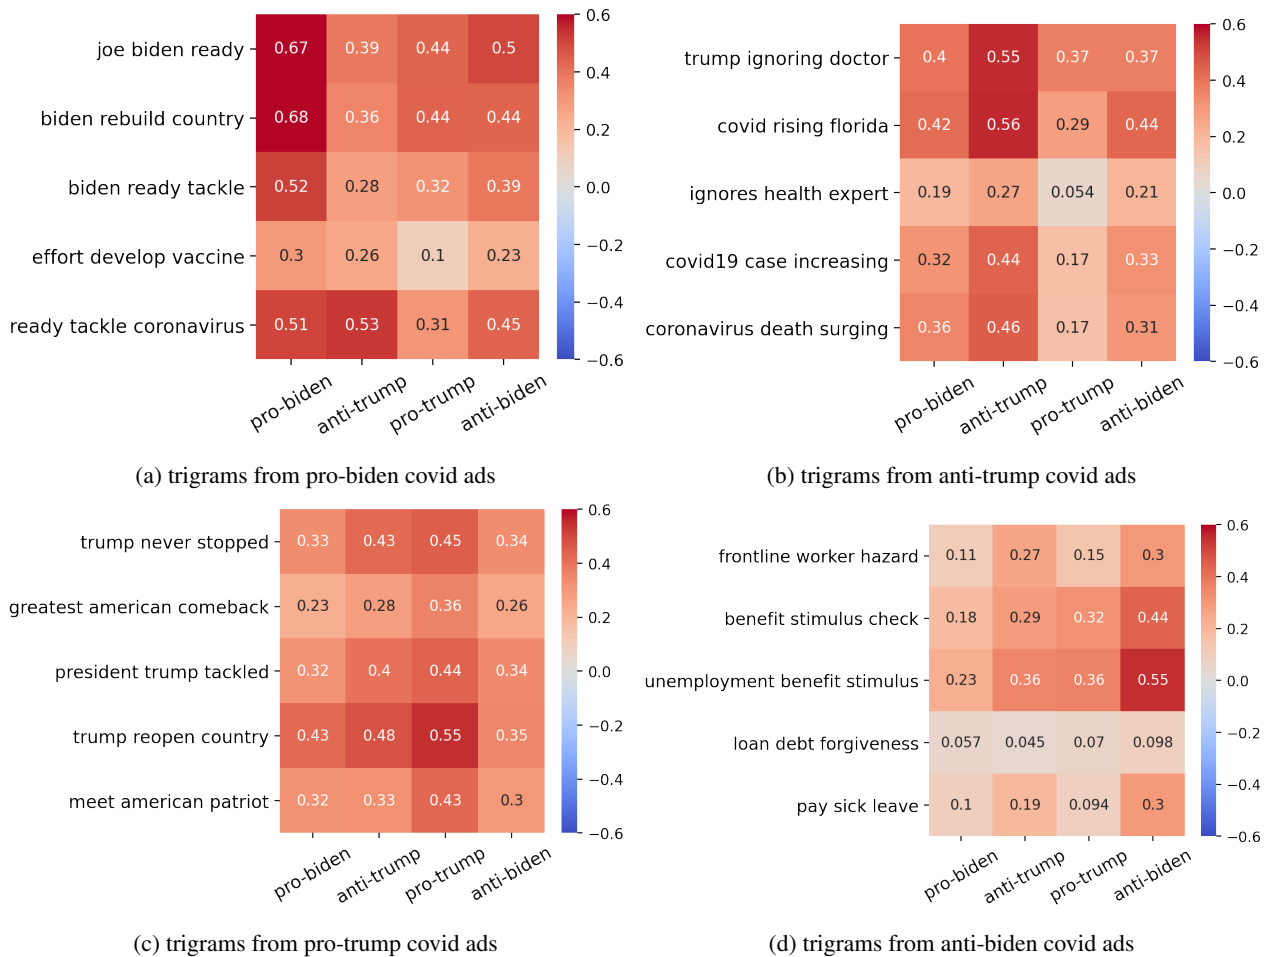 joe biden ready 0.67 0.39 0.44 0.5
biden rebuild country 0.68 0.36 0.44 0.44
biden ready tackle 0.52 0.28 0.32 0.39
effort develop vaccine 0.3 0.26 0.1 0.23
ready tackle coronavirus 0.51 0.53 0.31 0.45
pro-biden anti-trump pro-trump anti-biden
0.6
0.4
0.2
0.0
−0.2
−0.4
−0.6
(a) trigrams from pro-biden covid ads
trump ignoring doctor 0.4 0.55 0.37 0.37
covid rising florida 0.42 0.56 0.29 0.44
ignores health expert 0.19 0.27 0.054 0.21
covid19 case increasing 0.32 0.44 0.17 0.33
coronavirus death surging 0.36 0.46 0.17 0.31
pro-biden anti-trump pro-trump anti-biden
0.6
0.4
0.2
0.0
−0.2
−0.4
−0.6
(b) trigrams from anti-trump covid ads
trump never stopped 0.33 0.43 0.45 0.34
greatest american comeback 0.23 0.28 0.36 0.26
president trump tackled 0.32 0.4 0.44 0.34
trump reopen country 0.43 0.48 0.55 0.35
meet american patriot 0.32 0.33 0.43 0.3
pro-biden anti-trump pro-trump anti-biden
0.6
0.4
0.2
0.0
−0.2
−0.4
−0.6
(c) trigrams from pro-trump covid ads
frontline worker hazard 0.11 0.27 0.15 0.3
benefit stimulus check 0.18 0.29 0.32 0.44
unemployment benefit stimulus 0.23 0.36 0.36 0.55
loan debt forgiveness 0.057 0.045 0.07 0.098
pay sick leave 0.1 0.19 0.094 0.3
pro-biden anti-trump pro-trump anti-biden
0.6
0.4
0.2
0.0
−0.2
−0.4
−0.6
(d) trigrams from anti-biden covid ads